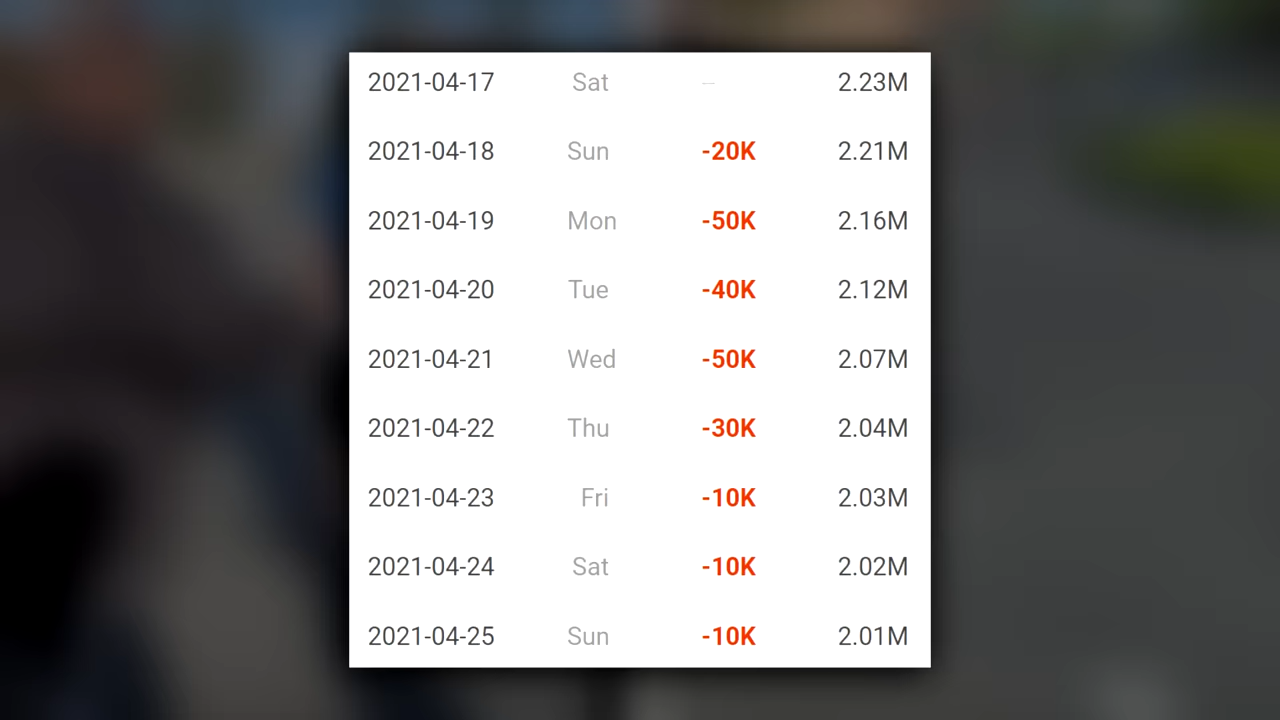 2021-04-17 Sat -- 2.23M
2021-04-18 Sun -20K 2.21M
2021-04-19 Mon -50K 2.16M
2021-04-20 Tue -40K 2.12M
2021-04-21 Wed -50K 2.07M
2021-04-22 Thu -30K 2.04M
2021-04-23 Fri -10K 2.03M
2021-04-24 Sat -10K 2.02M
2021-04-25 Sun -10K 2.01M